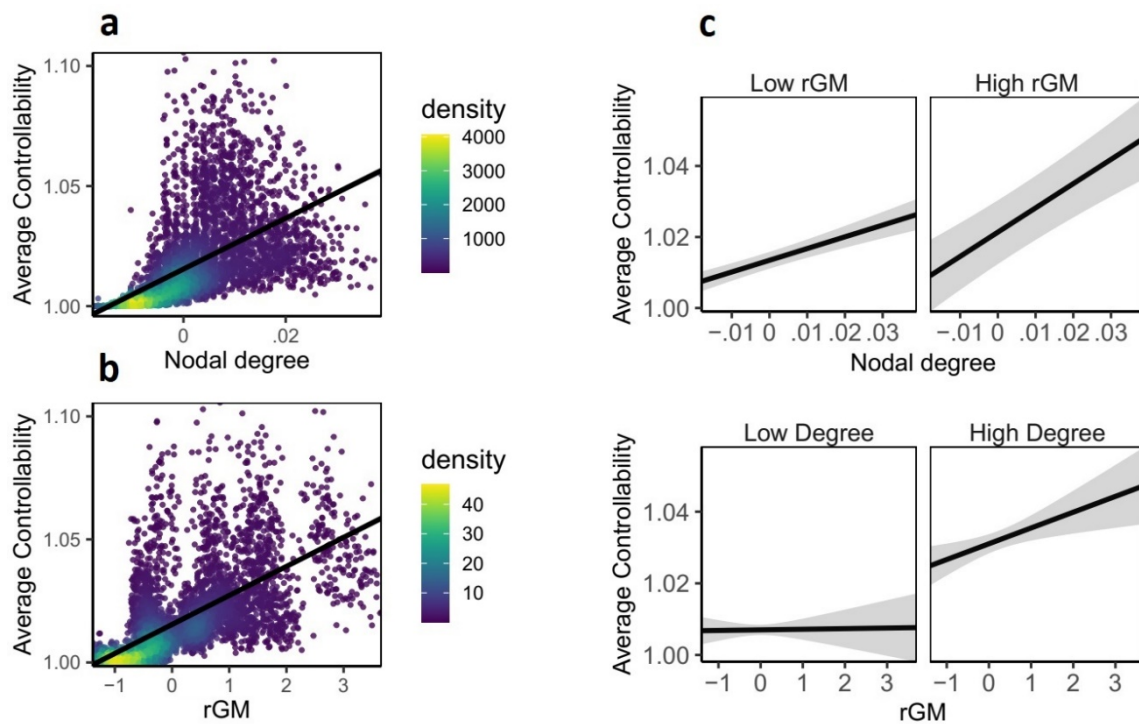 a
1.10
1.05
1.00
Average Controllability
0 .02
Nodal degree
density
4000
3000
2000
1000
b
1.10
1.05
1.00
Average Controllability
−1 0 1 2 3
rGM
density
40
30
20
10
c
Low rGM High rGM
1.04
1.02
1.00
Average Controllability
−.01 0 .01 .02 .03 −.01 0 .01 .02 .03
Nodal degree
Low Degree High Degree
1.04
1.02
1.00
Average Controllability
−1 0 1 2 3 −1 0 1 2 3
rGM